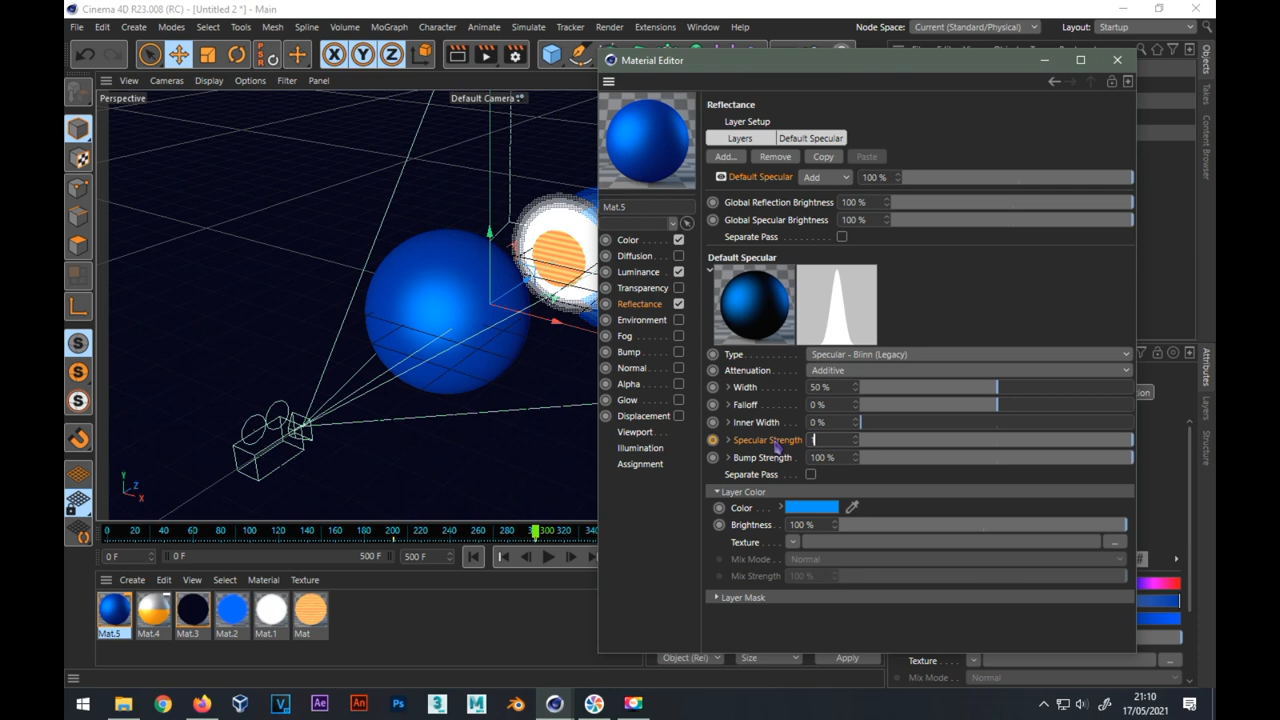 Cinema 4D R23.008 (RC) - [Untitled 2 *] - Main
File Edit Create Modes Select Tools Mesh Spline Volume MoGraph Character Animate Simulate Tracker Render Extensions Window Help Node Space: Current (Standard/Physical) Layout: Startup
PSR X Y Z
Material Editor
View Cameras Display Options Filter Panel
Perspective Default Camera
Reflectance
Layer Setup
Layers Default Specular
Add... Remove Copy Paste
Default Specular Add 100 %
Mat.5
Global Reflection Brightness 100 %
Global Specular Brightness 100 %
Separate Pass
Color
Diffusion
Luminance
Transparency
Reflectance
Environment
Fog
Bump
Normal
Alpha
Glow
Displacement
Viewport
Illumination
Assignment
Default Specular
Type Specular - Blinn (Legacy)
Attenuation Additive
Width 50 %
Falloff 0 %
Inner Width 0 %
Specular Strength 1
Bump Strength 100 %
Separate Pass
Layer Color
Color
Brightness 100 %
Texture ...
Mix Mode Normal
Mix Strength 100 %
Layer Mask
Objects
Takes
Content Browser
Attributes
Layers
Structure
Y
Z X
0 20 40 60 80 100 120 140 160 180 200 220 240 260 300 320 340
0 F 0 F 500 F 500 F
Create Edit View Select Material Texture
Mat.5 Mat.4 Mat.3 Mat.2 Mat.1 Mat
Object (Rel) Size Apply
Texture ...
Mix Mode Normal
21:10
17/05/2021